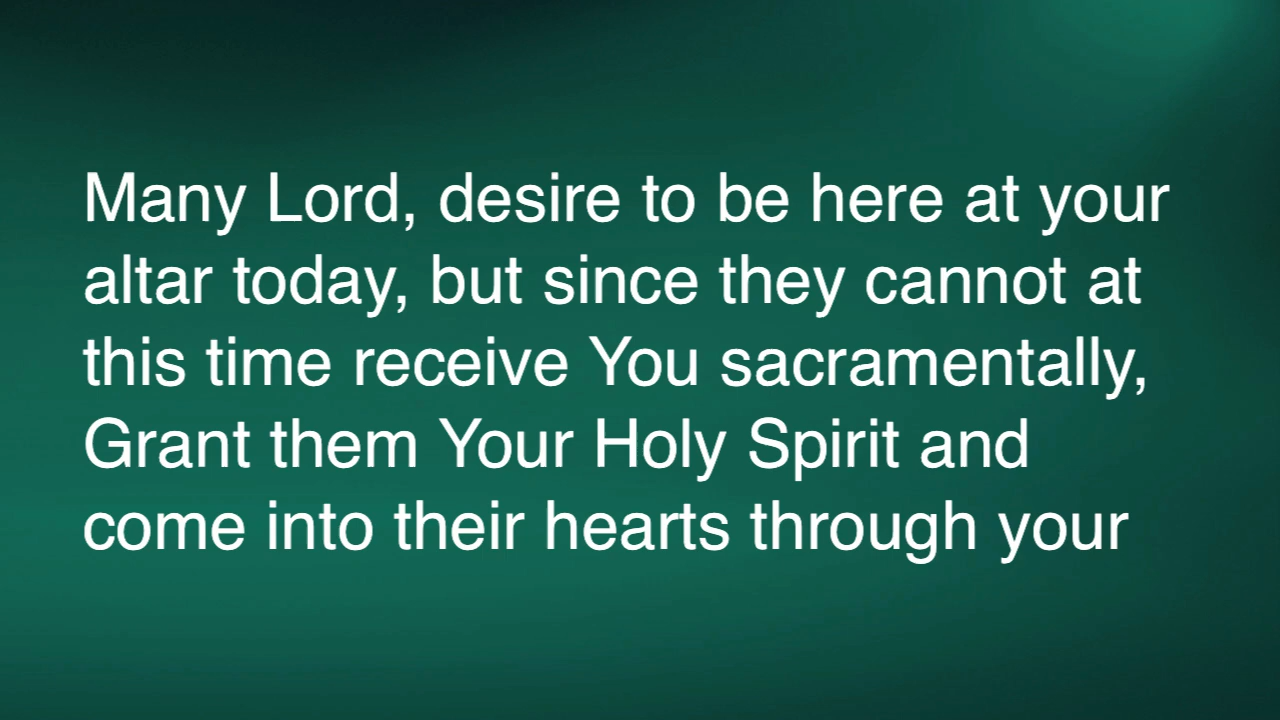 Many Lord, desire to be here at your
altar today, but since they cannot at
this time receive You sacramentally,
Grant them Your Holy Spirit and
come into their hearts through your